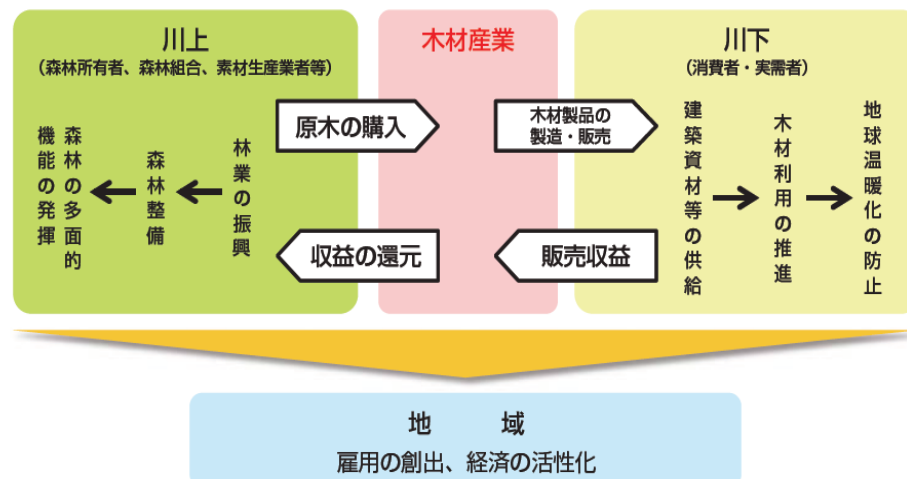 川上
(森林所有者、森林組合、素材生産業者等)
原木の購入
林業の振興
森林整備
森林の多面的
機能の発揮
収益の還元
木材産業
木材製品の
製造・販売
販売収益
川下
(消費者・実需者)
建築資材等の供給
木材利用の推進
地球温暖化の防止
地 域
雇用の創出、経済の活性化